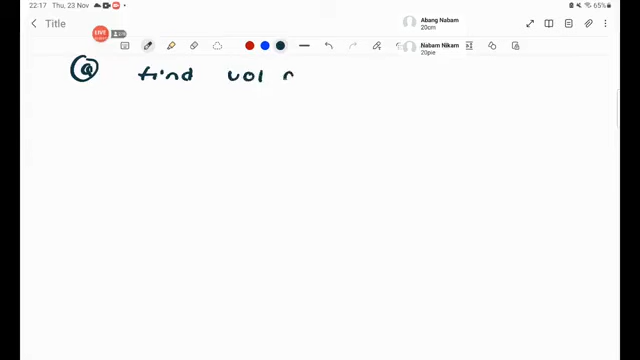 22:17 Thu, 23 Nov 65%
Title
LIVE
Abang Nabam
20cm
Nabam Nikam
20pie
Q find vol